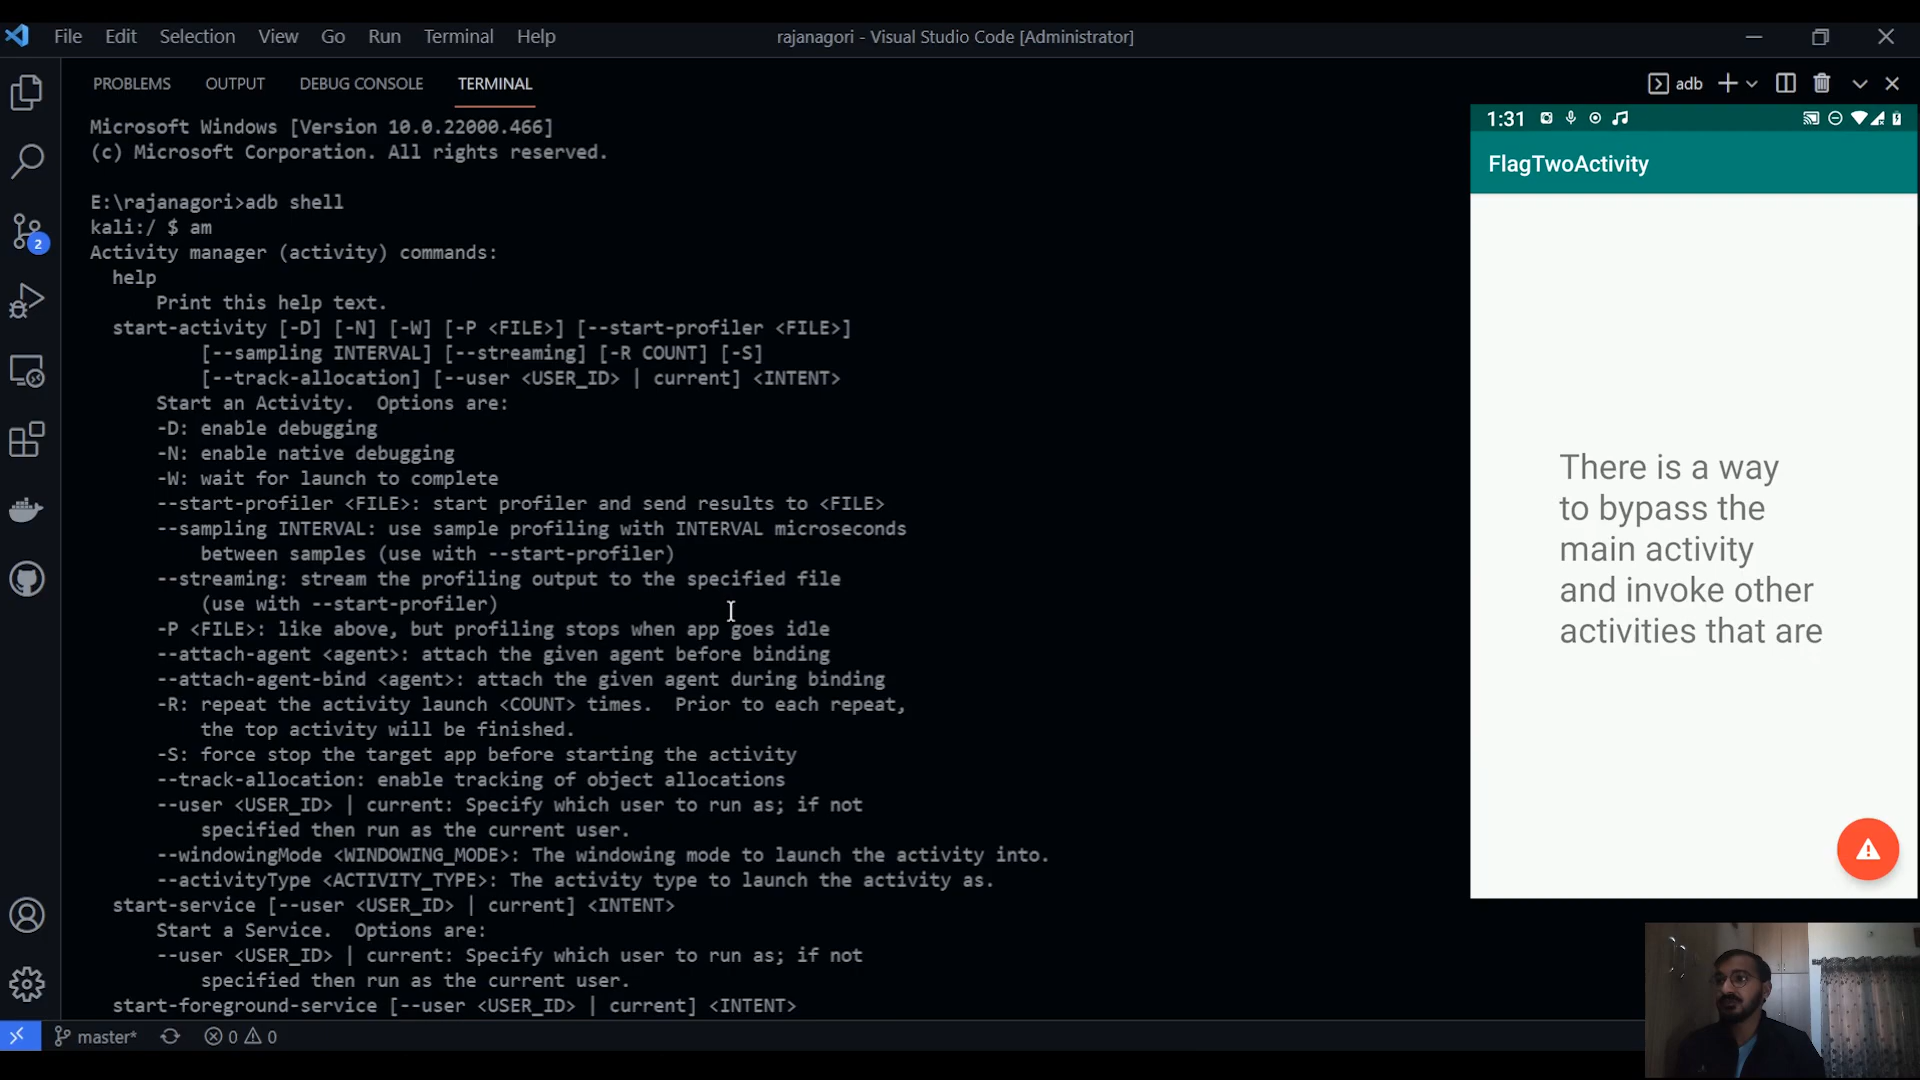 File Edit Selection View Go Run Terminal Help
rajanagori - Visual Studio Code [Administrator]
PROBLEMS OUTPUT DEBUG CONSOLE TERMINAL
adb
Microsoft Windows [Version 10.0.22000.466]
(c) Microsoft Corporation. All rights reserved.
E:\rajanagori>adb shell
kali:/ $ am
Activity manager (activity) commands:
help
Print this help text.
start-activity [-D] [-N] [-W] [-P <FILE>] [--start-profiler <FILE>]
[--sampling INTERVAL] [--streaming] [-R COUNT] [-S]
[--track-allocation] [--user <USER_ID> | current] <INTENT>
Start an Activity.  Options are:
-D: enable debugging
-N: enable native debugging
-W: wait for launch to complete
--start-profiler <FILE>: start profiler and send results to <FILE>
--sampling INTERVAL: use sample profiling with INTERVAL microseconds
between samples (use with --start-profiler)
--streaming: stream the profiling output to the specified file
(use with --start-profiler)
-P <FILE>: like above, but profiling stops when app goes idle
--attach-agent <agent>: attach the given agent before binding
--attach-agent-bind <agent>: attach the given agent during binding
-R: repeat the activity launch <COUNT> times.  Prior to each repeat,
the top activity will be finished.
-S: force stop the target app before starting the activity
--track-allocation: enable tracking of object allocations
--user <USER_ID> | current: Specify which user to run as; if not
specified then run as the current user.
--windowingMode <WINDOWING_MODE>: The windowing mode to launch the activity into.
--activityType <ACTIVITY_TYPE>: The activity type to launch the activity as.
start-service [--user <USER_ID> | current] <INTENT>
Start a Service.  Options are:
--user <USER_ID> | current: Specify which user to run as; if not
specified then run as the current user.
start-foreground-service [--user <USER_ID> | current] <INTENT>
1:31
FlagTwoActivity
There is a way
to bypass the
main activity
and invoke other
activities that are
2
master* 0 0